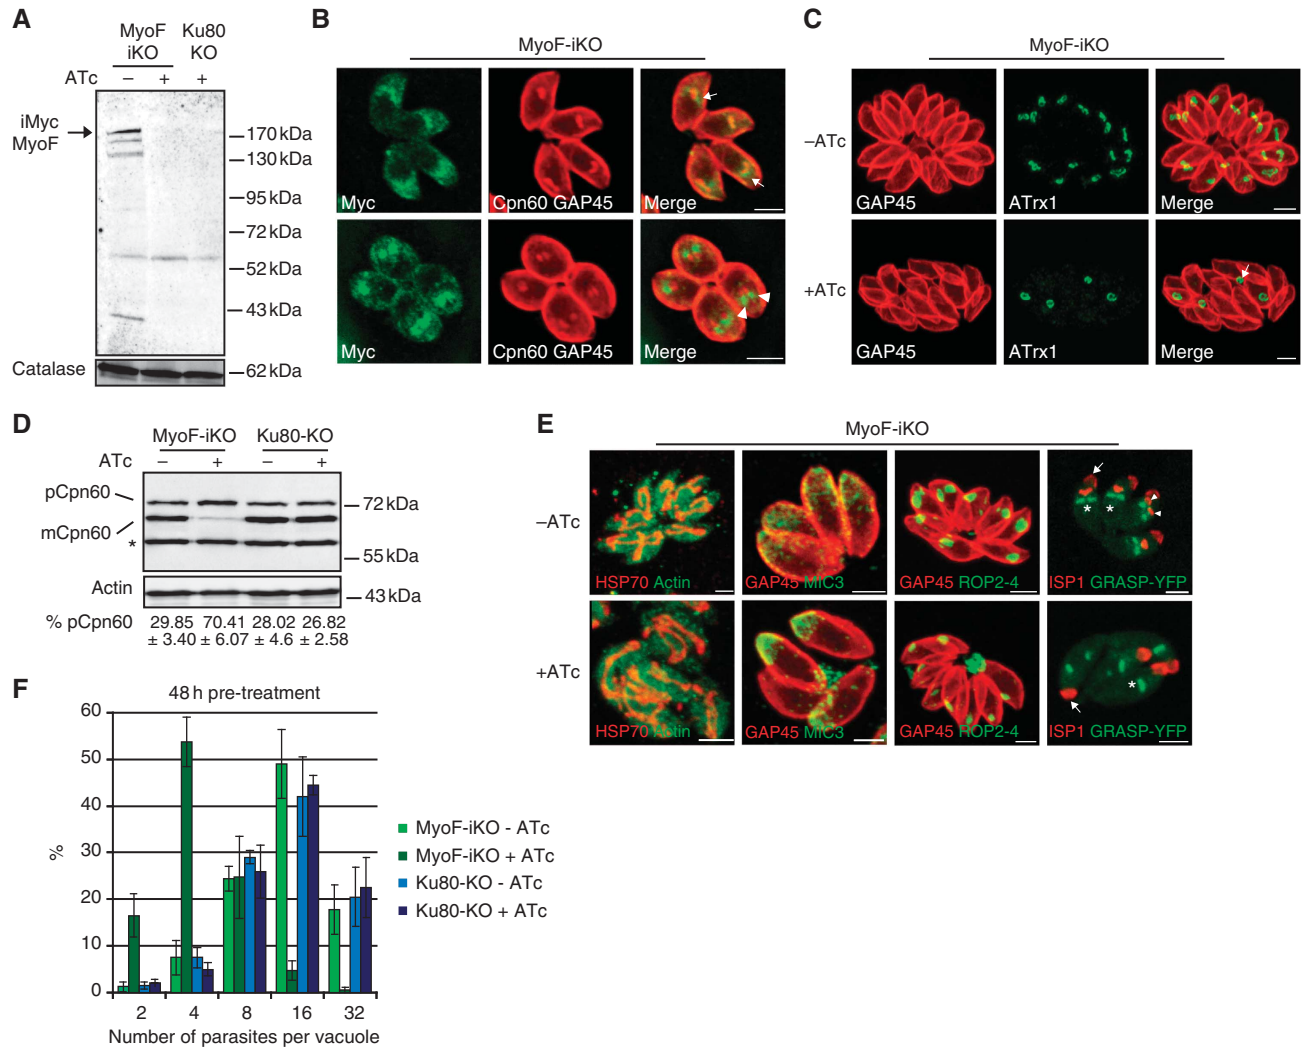 A
MyoF
iKO
Ku80
KO
ATc
– + +
iMyc
MyoF
170 kDa
130 kDa
95 kDa
72 kDa
52 kDa
43 kDa
Catalase
62 kDa
B
MyoF-iKO
Myc
Cpn60 GAP45
Merge
Myc
Cpn60 GAP45
Merge
C
MyoF-iKO
–ATc
GAP45
ATrx1
Merge
+ATc
GAP45
ATrx1
Merge
D
MyoF-iKO Ku80-KO
ATc – + – +
pCpn60
mCpn60
*
72 kDa
55 kDa
Actin
43 kDa
% pCpn60 29.85 70.41 28.02 26.82
± 3.40 ± 6.07 ± 4.6 ± 2.58
E
MyoF-iKO
–ATc
HSP70 Actin
GAP45 MIC3
GAP45 ROP2-4
* *
ISP1 GRASP-YFP
+ATc
HSP70 Actin
GAP45 MIC3
GAP45 ROP2-4
*
ISP1 GRASP-YFP
F
48 h pre-treatment
60
50
40
30
20
10
0
%
2 4 8 16 32
Number of parasites per vacuole
MyoF-iKO - ATc
MyoF-iKO + ATc
Ku80-KO - ATc
Ku80-KO + ATc